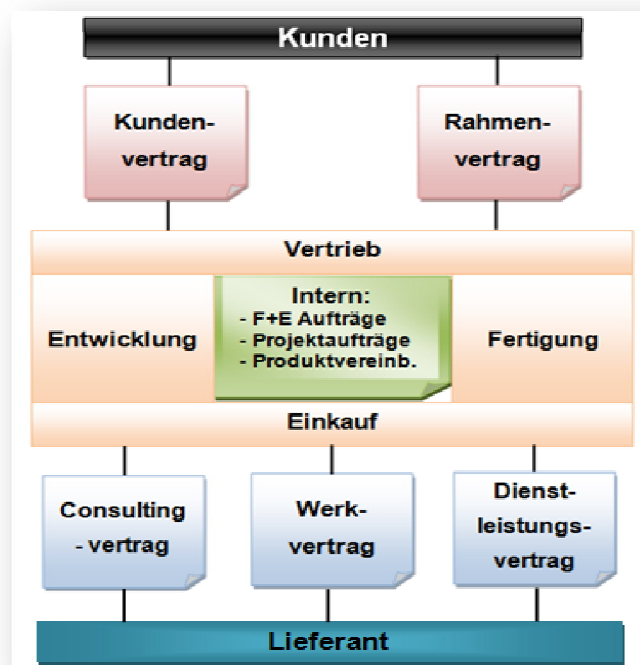 Kunden
Kunden-
vertrag
Rahmen-
vertrag
Vertrieb
Entwicklung
Intern:
- F+E Aufträge
- Projektaufträge
- Produktvereinb.
Fertigung
Einkauf
Consulting
- vertrag
Werk-
vertrag
Dienst-
leistungs-
vertrag
Lieferant